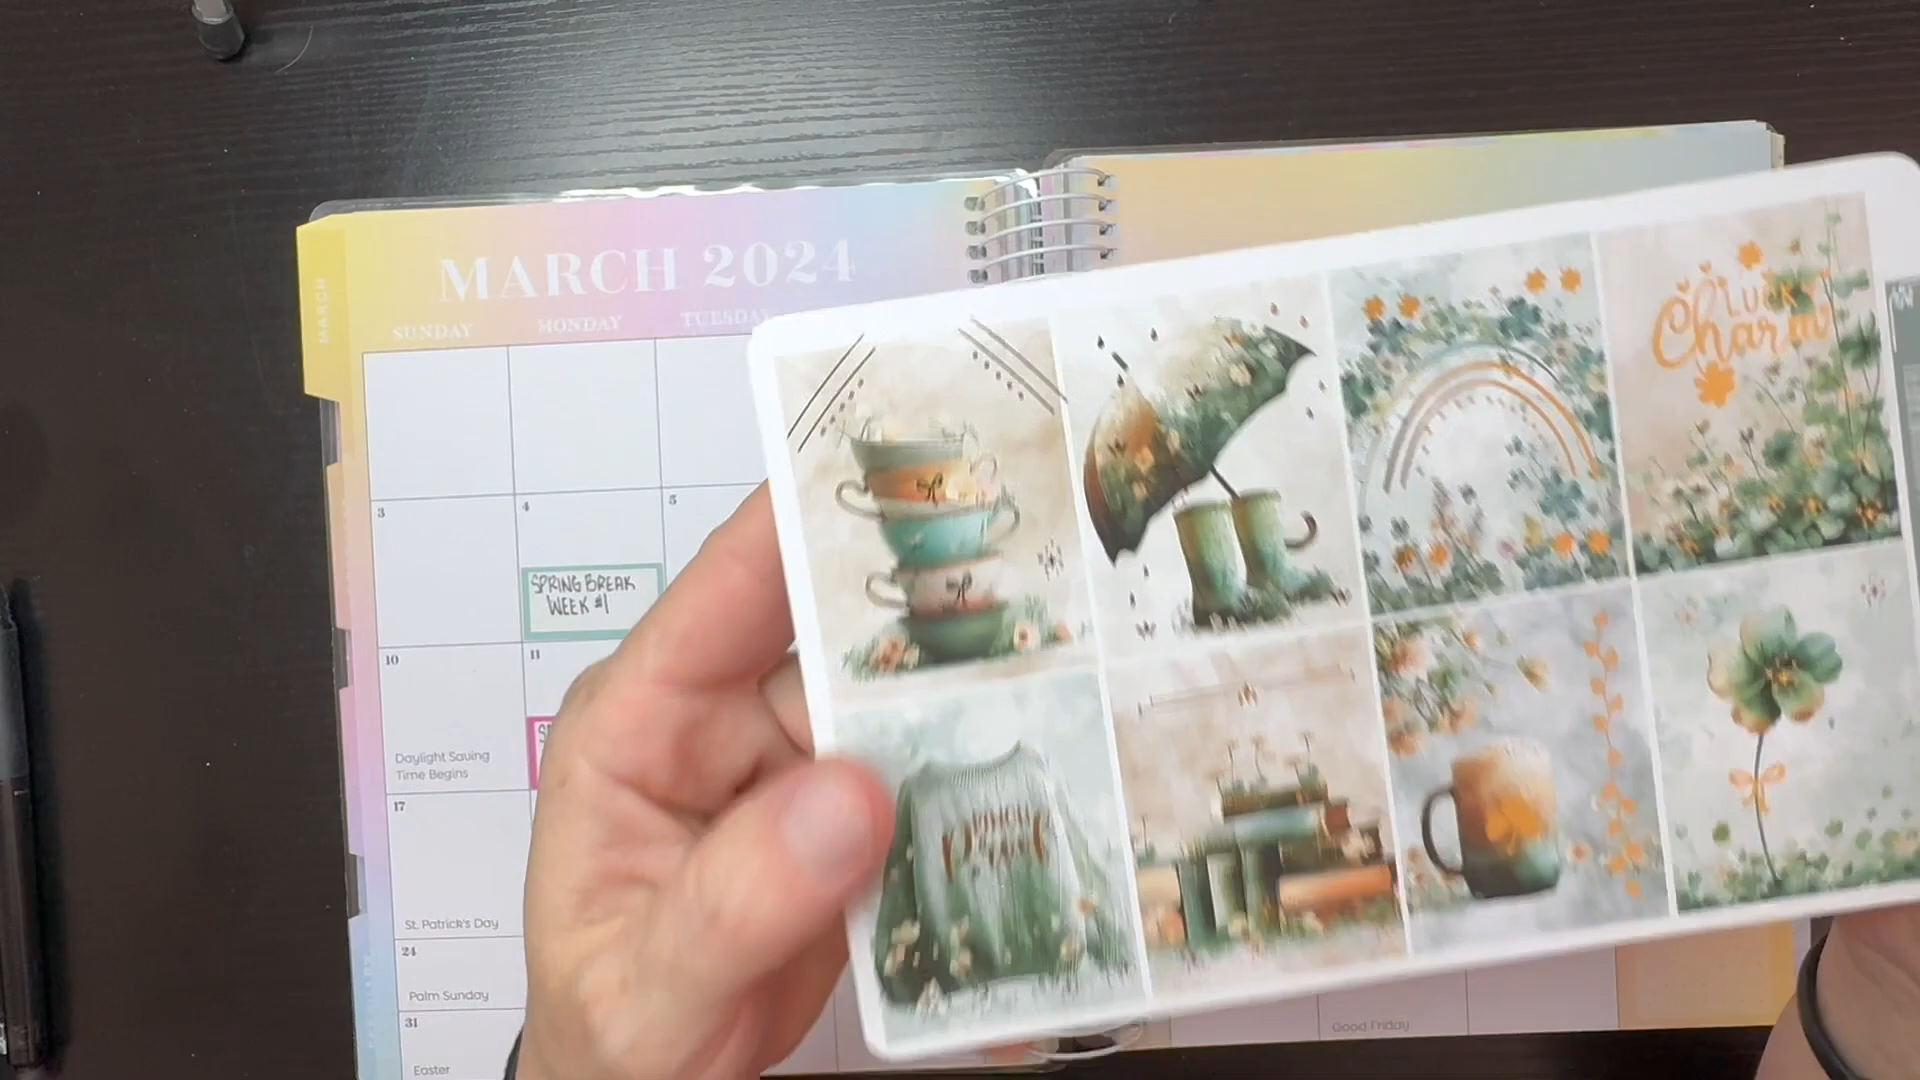 MARCH
MARCH 2024
SUNDAY
MONDAY
TUESDAY
3
4
5
SPRING BREAK
WEEK #1
10
11
Daylight Saving
Time Begins
17
St. Patrick's Day
24
Palm Sunday
31
Easter
Good Friday
LUCKY
Charm